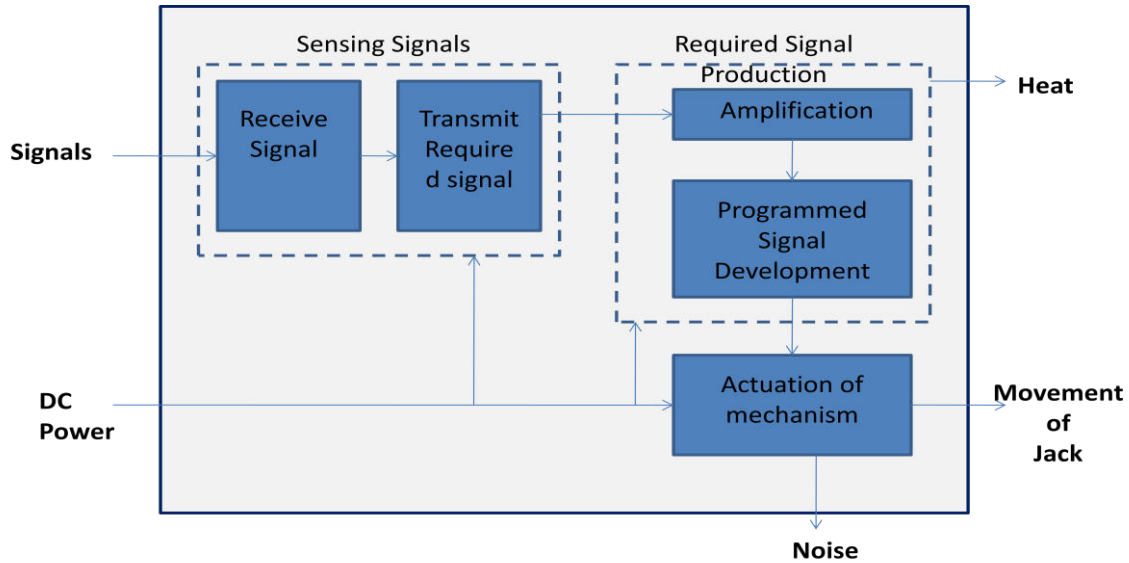 Sensing Signals
Required Signal
Production
Heat
Receive
Signal
Transmit
Require
d signal
Amplification
Signals
Programmed
Signal
Development
DC
Power
Actuation of
mechanism
Movement
of
Jack
Noise